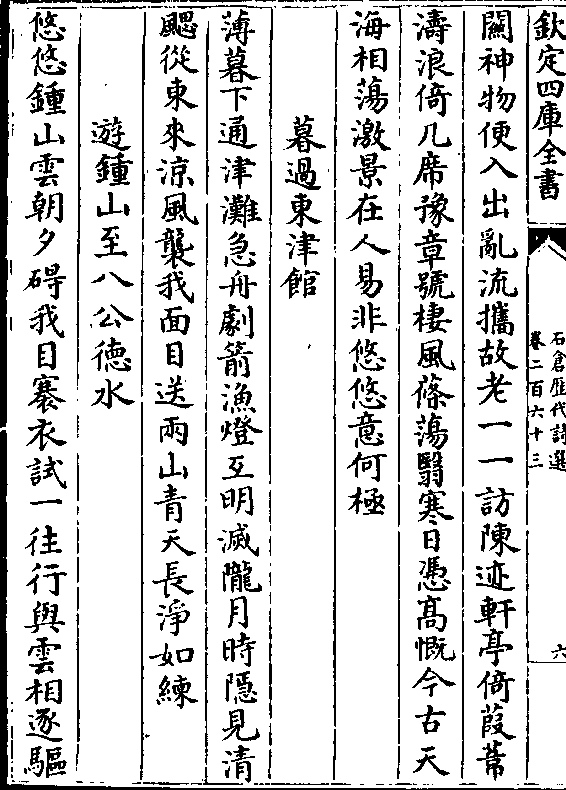 欽定四庫全書
石倉歴代詩選
卷二百六十三
六
闕神物便入出亂流攜故老一一訪陳迹軒亭倚葭葦
濤浪倚几席豫章號棲風篠蕩翳寒日憑髙慨今古天
海相蕩激景在人易非悠悠意何極
暮過東津館
薄暮下通津灘急舟劇箭漁燈互明滅隴月時隱見清
颸從東來涼風襲我面目送兩山青天長淨如練
遊鍾山至八公德水
悠悠鍾山雲朝夕碍我目褰衣試一往行與雲相逐驅